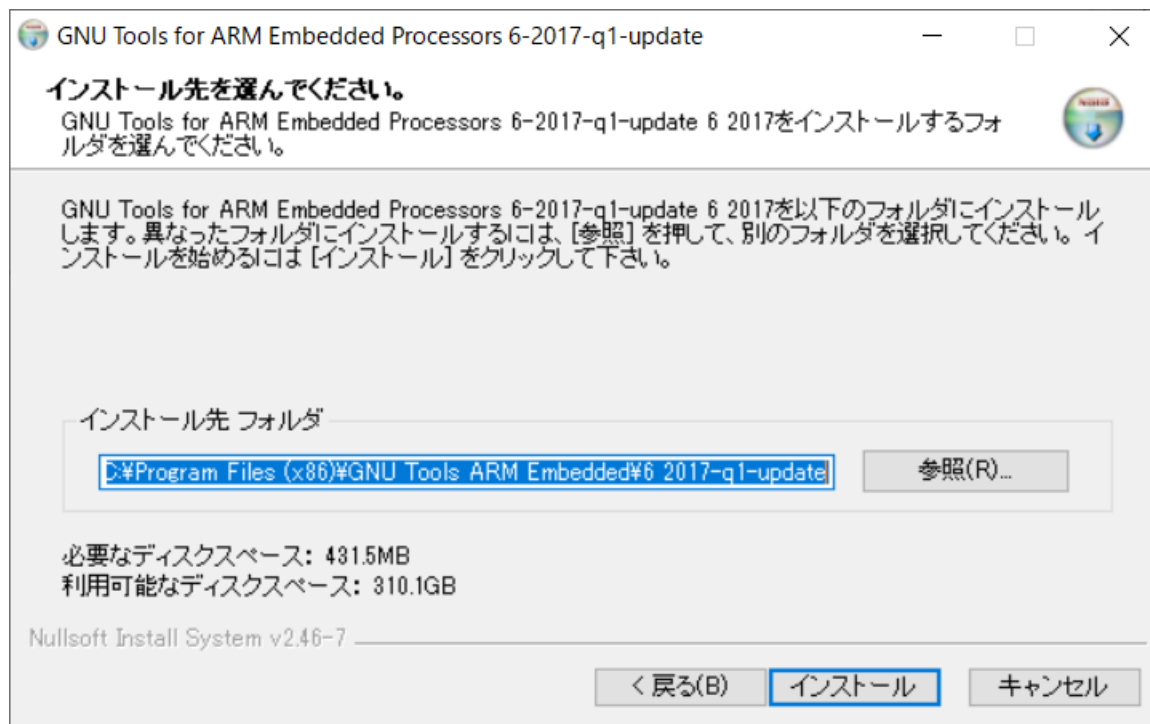 GNU Tools for ARM Embedded Processors 6-2017-q1-update
インストール先を選んでください。
GNU Tools for ARM Embedded Processors 6-2017-q1-update 6 2017をインストールするフォ
ルダを選んでください。
GNU Tools for ARM Embedded Processors 6-2017-q1-update 6 2017を以下のフォルダにインストール
します。異なったフォルダにインストールするには、[参照] を押して、別のフォルダを選択してください。イ
ンストールを始めるには [インストール] をクリックして下さい。
インストール先 フォルダ
C:¥Program Files (x86)¥GNU Tools ARM Embedded¥6 2017-q1-update
参照(R)...
必要なディスクスペース: 431.5MB
利用可能なディスクスペース: 310.1GB
Nullsoft Install System v2.46-7
< 戻る(B)
インストール
キャンセル